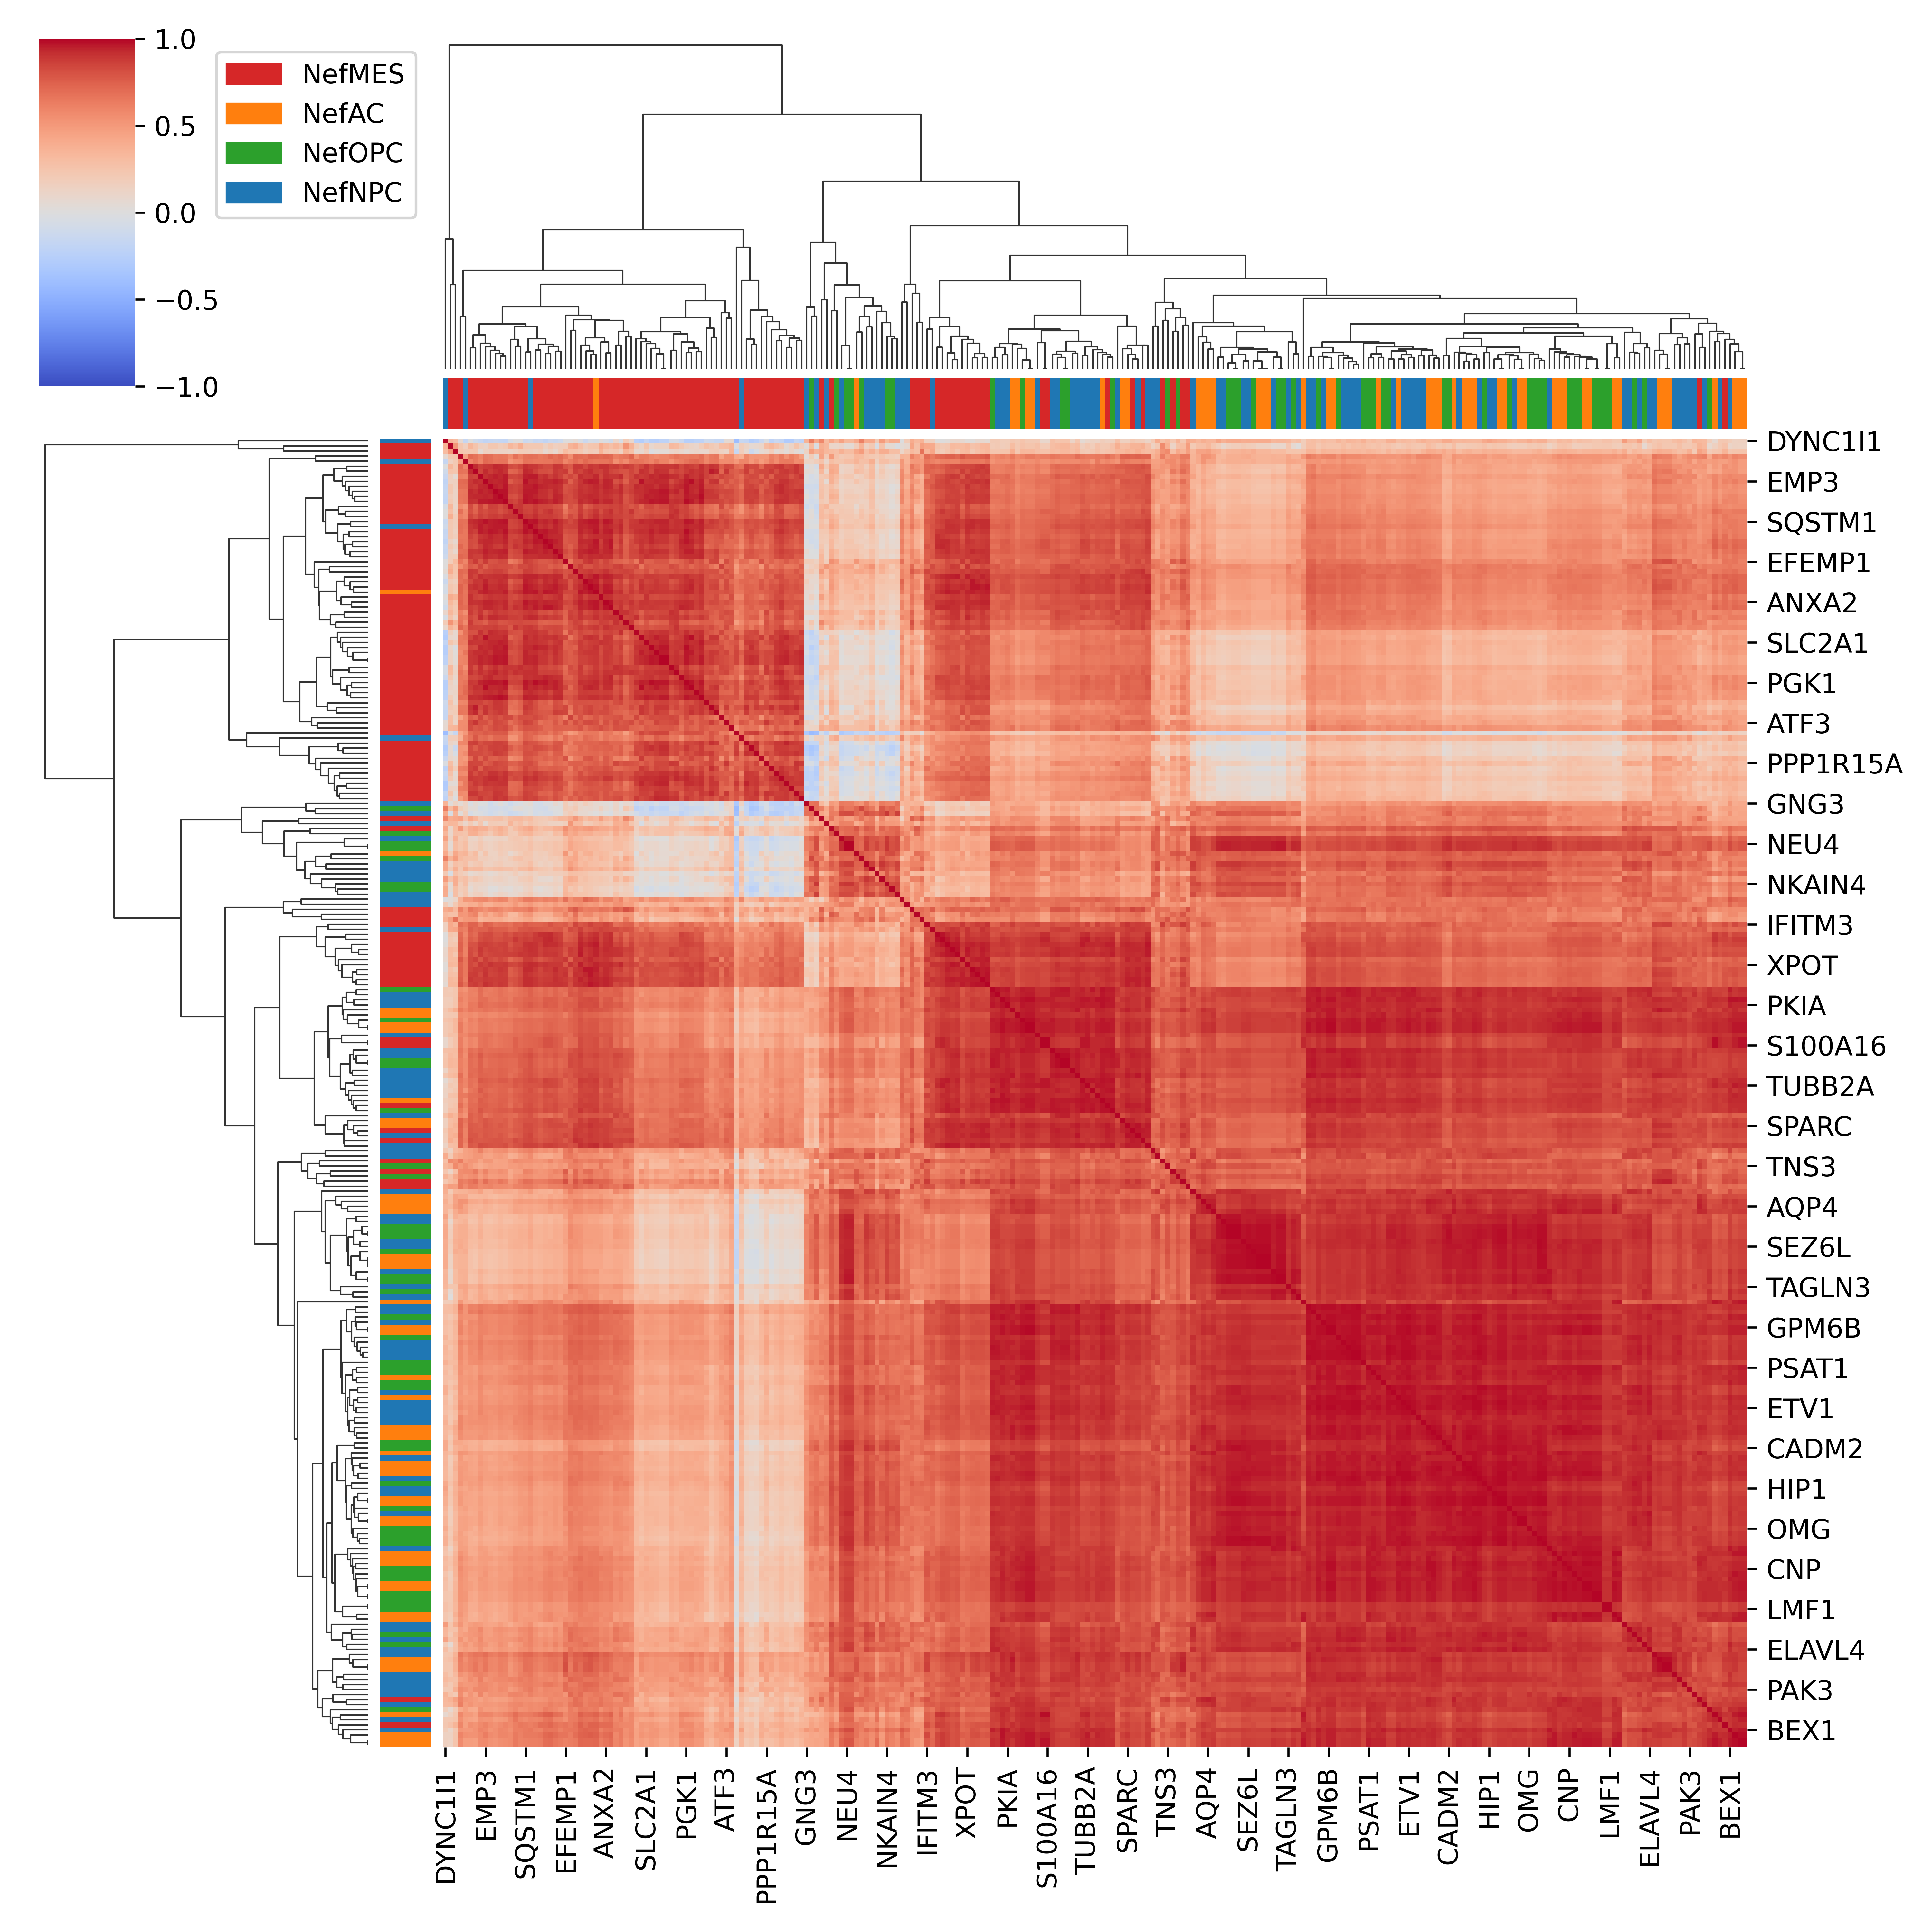 1.0
0.5
0.0
−0.5
−1.0
NefMES
NefAC
NefOPC
NefNPC
DYNC1I1
EMP3
SQSTM1
EFEMP1
ANXA2
SLC2A1
PGK1
ATF3
PPP1R15A
GNG3
NEU4
NKAIN4
IFITM3
XPOT
PKIA
S100A16
TUBB2A
SPARC
TNS3
AQP4
SEZ6L
TAGLN3
GPM6B
PSAT1
ETV1
CADM2
HIP1
OMG
CNP
LMF1
ELAVL4
PAK3
BEX1
DYNC1I1
EMP3
SQSTM1
EFEMP1
ANXA2
SLC2A1
PGK1
ATF3
PPP1R15A
GNG3
NEU4
NKAIN4
IFITM3
XPOT
PKIA
S100A16
TUBB2A
SPARC
TNS3
AQP4
SEZ6L
TAGLN3
GPM6B
PSAT1
ETV1
CADM2
HIP1
OMG
CNP
LMF1
ELAVL4
PAK3
BEX1